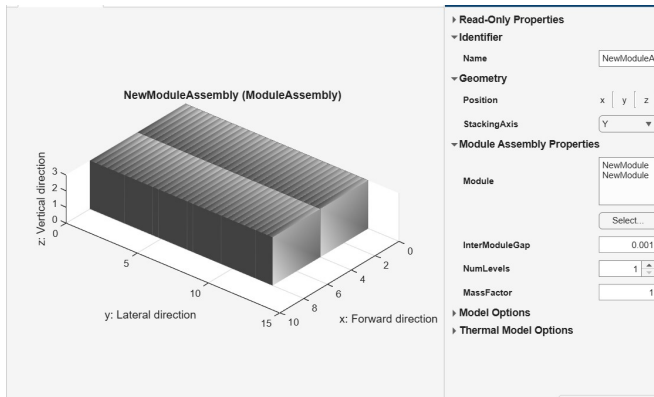 NewModuleAssembly (ModuleAssembly)
z: Vertical direction
3
2
1
0
0
5
10
15
y: Lateral direction
10
8
6
4
2
0
x: Forward direction
Read-Only Properties
Identifier
Name NewModuleA
Geometry
Position x y z
StackingAxis Y
Module Assembly Properties
Module
NewModule
NewModule
Select...
InterModuleGap 0.001
NumLevels 1
MassFactor 1
Model Options
Thermal Model Options